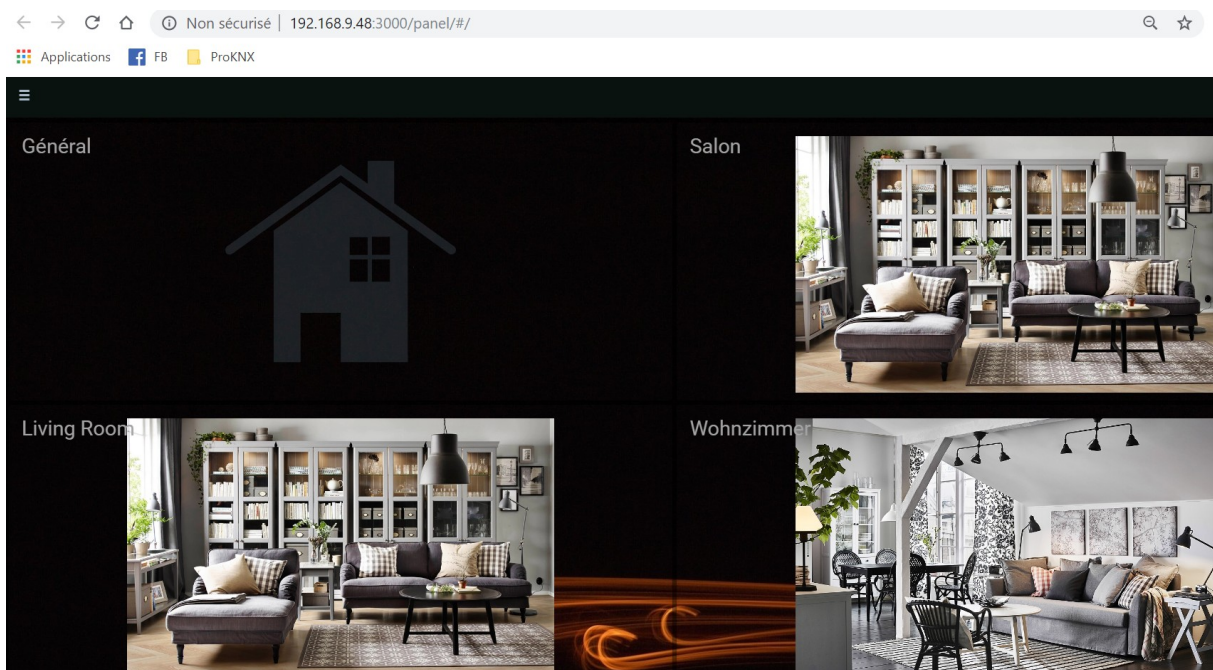 Non sécurisé | 192.168.9.48:3000/panel/#/
Applications FB ProKNX
Général
Salon
Living Room
Wohnzimmer